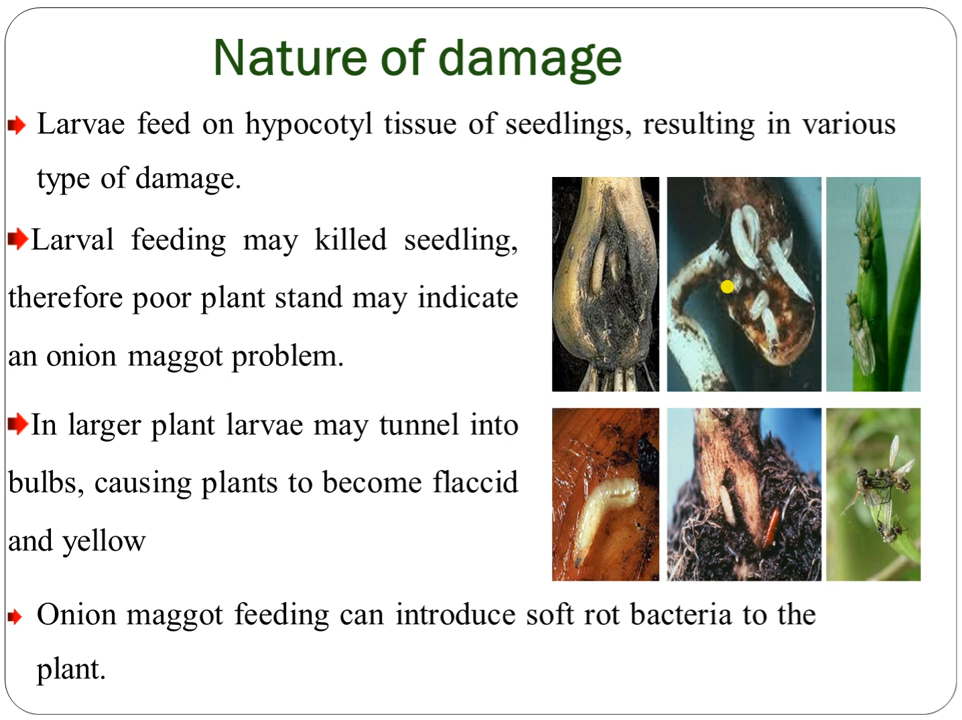 Nature of damage
Larvae feed on hypocotyl tissue of seedlings, resulting in various
type of damage.
Larval feeding may killed seedling,
therefore poor plant stand may indicate
an onion maggot problem.
In larger plant larvae may tunnel into
bulbs, causing plants to become flaccid
and yellow
Onion maggot feeding can introduce soft rot bacteria to the
plant.